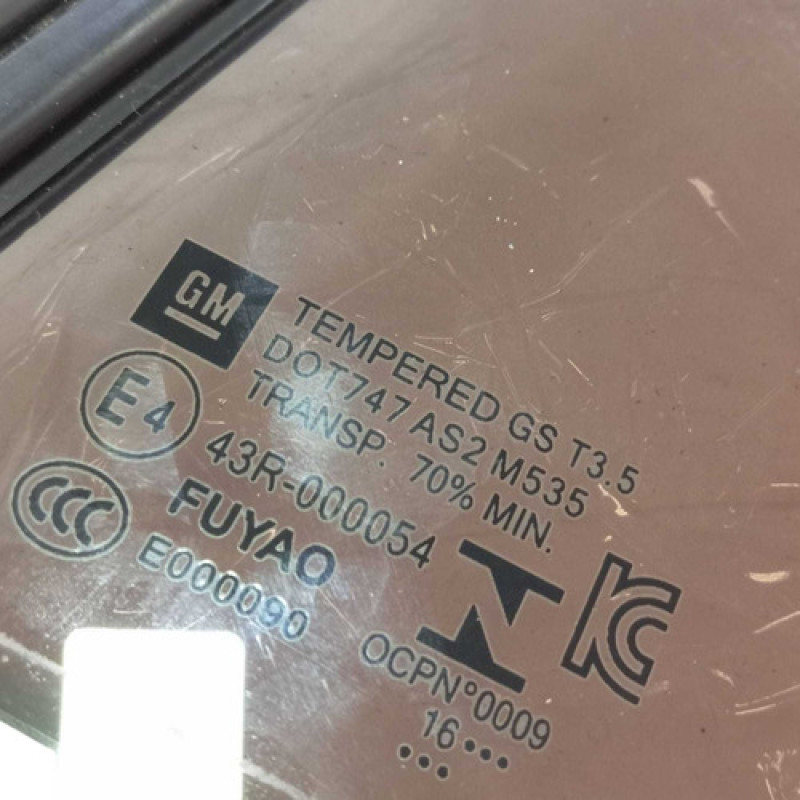 GM
TEMPERED GS T3.5
DOT747 AS2 M535
TRANSP. 70% MIN.
E4
43R-000054
CCC
FUYAO
E000090
KC
OCPN°0009
16